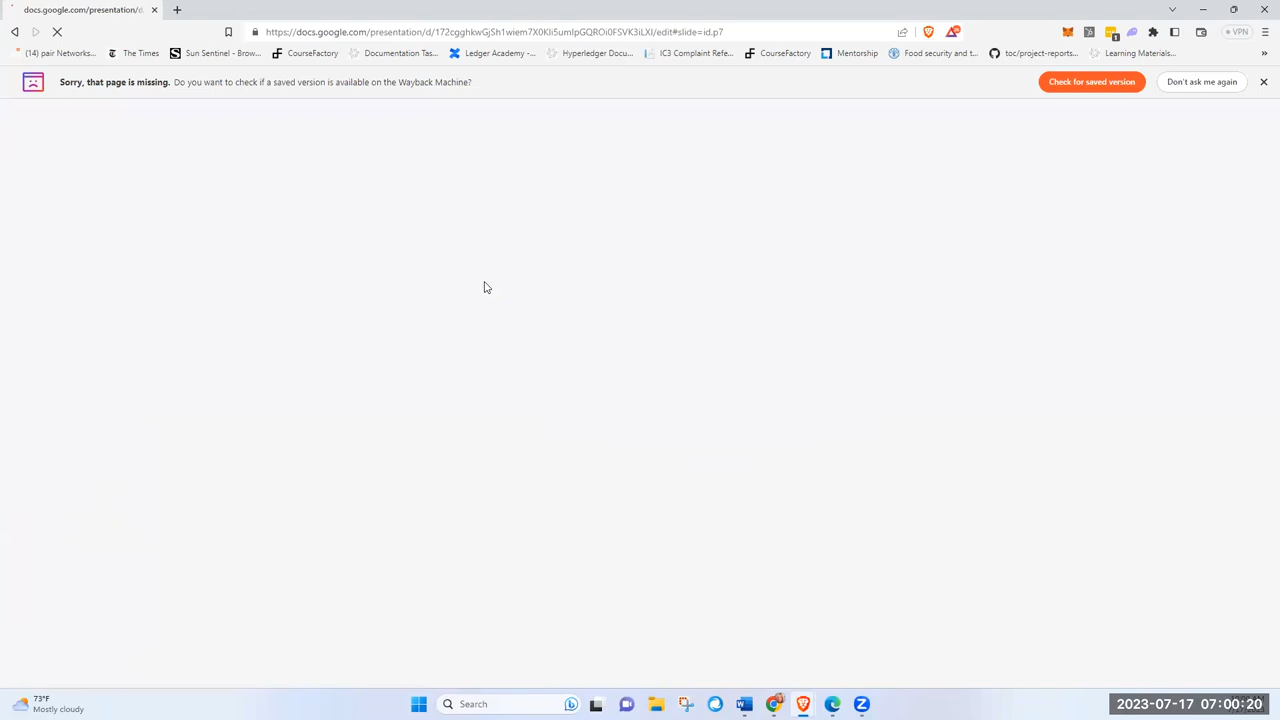 docs.google.com/presentation/d.
https://docs.google.com/presentation/d/172cgghkwGjSh1wiem7X0Kli5umIpGQROi0FSVK3iLXI/edit#slide=id.p7
VPN
(14) pair Networks...
The Times
Sun Sentinel - Brow...
CourseFactory
Documentation Tas...
Ledger Academy -...
Hyperledger Docu...
IC3 Complaint Refe...
CourseFactory
Mentorship
Food security and t...
toc/project-reports...
Learning Materials...
Sorry, that page is missing. Do you want to check if a saved version is available on the Wayback Machine?
Check for saved version
Don't ask me again
73°F
Mostly cloudy
Search
2023-07-17 07:00:20